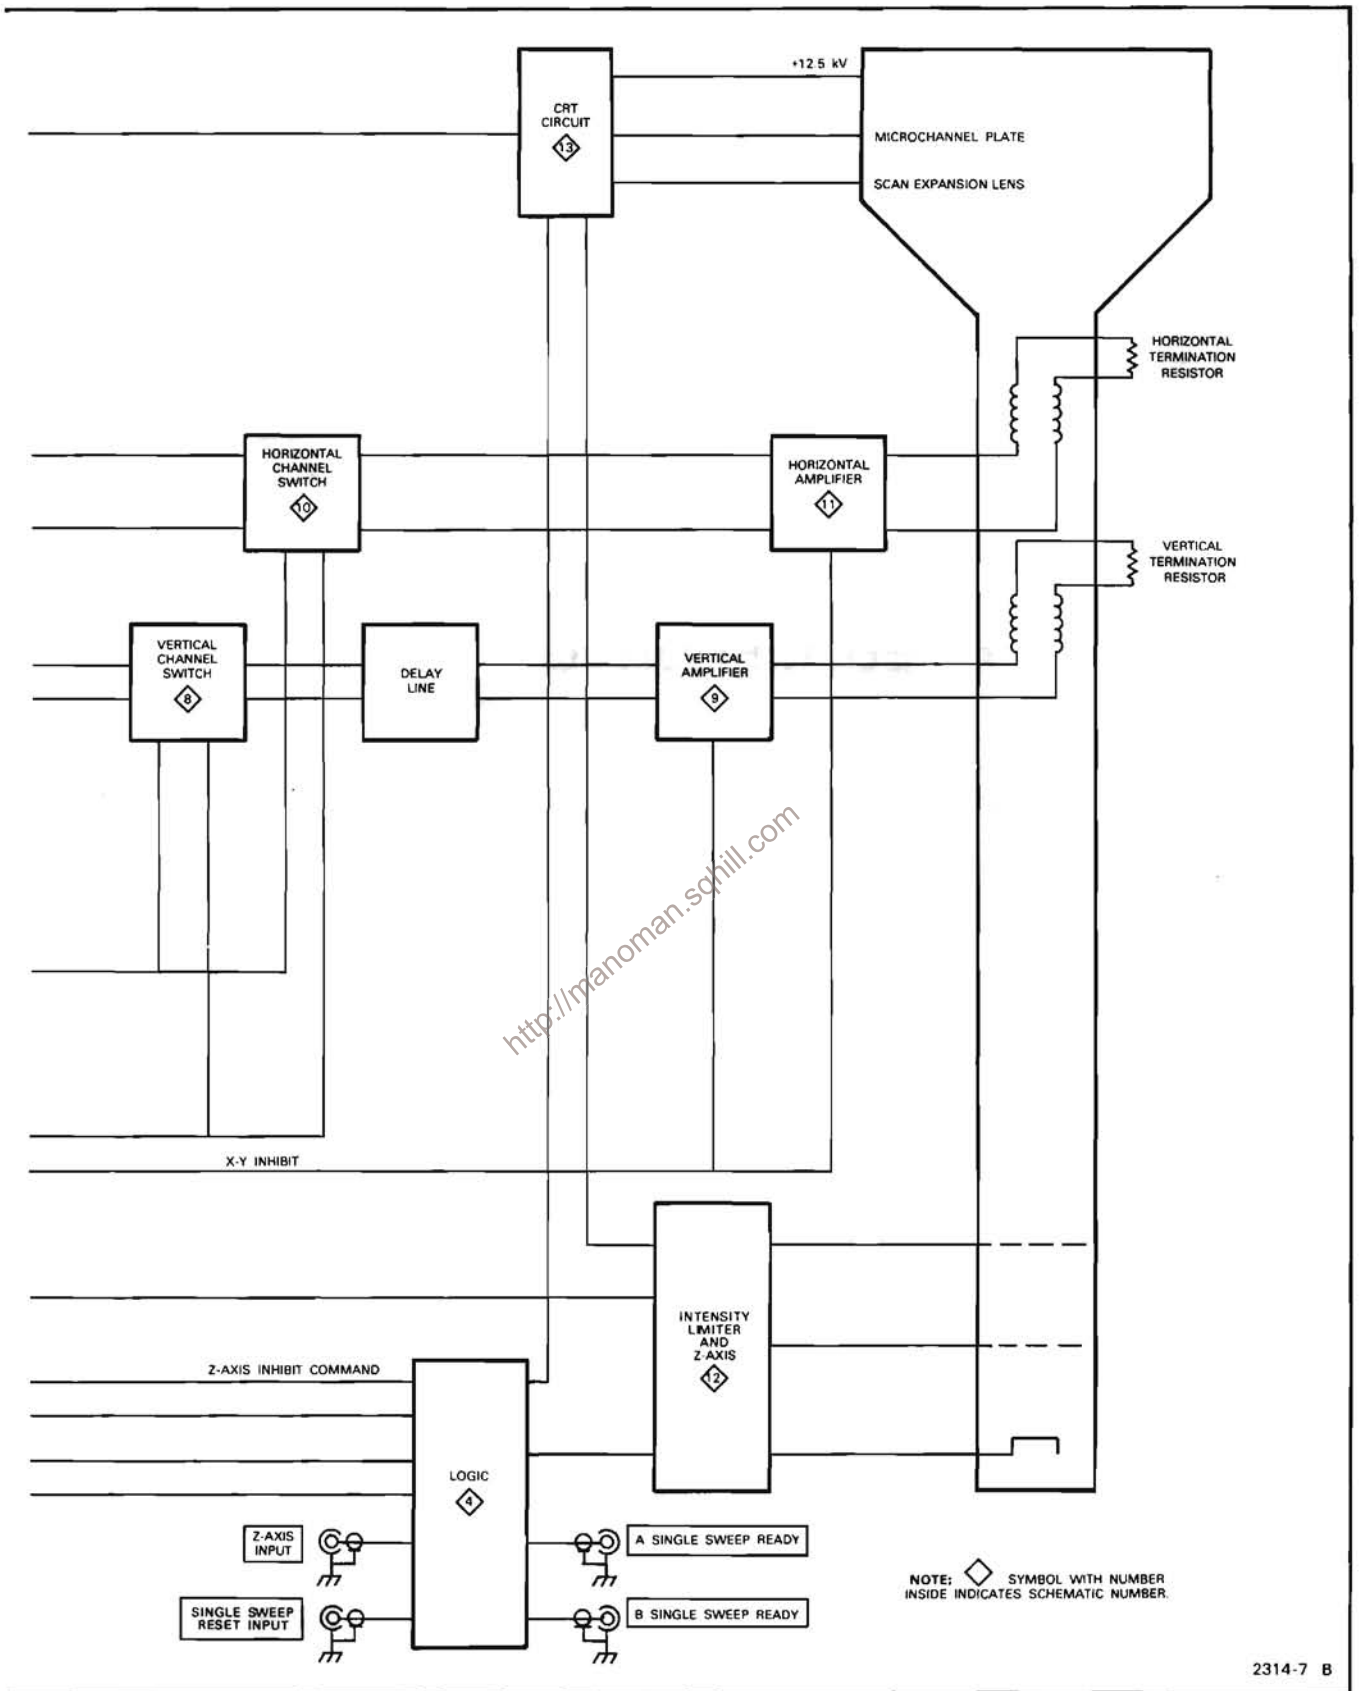 +12.5 kV
CRT
CIRCUIT
13
MICROCHANNEL PLATE
SCAN EXPANSION LENS
HORIZONTAL
TERMINATION
RESISTOR
HORIZONTAL
CHANNEL
SWITCH
10
HORIZONTAL
AMPLIFIER
11
VERTICAL
TERMINATION
RESISTOR
VERTICAL
CHANNEL
SWITCH
8
DELAY
LINE
VERTICAL
AMPLIFIER
9
http://manoman.sqhill.com
X-Y INHIBIT
INTENSITY
LIMITER
AND
Z-AXIS
12
Z-AXIS INHIBIT COMMAND
LOGIC
4
Z-AXIS
INPUT
A SINGLE SWEEP READY
SINGLE SWEEP
RESET INPUT
B SINGLE SWEEP READY
NOTE: SYMBOL WITH NUMBER
INSIDE INDICATES SCHEMATIC NUMBER.
2314-7 B